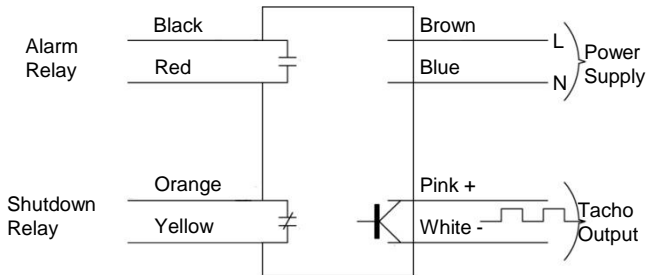 Alarm
Relay
Black
Red
Brown
Blue
L
N
Power
Supply
Shutdown
Relay
Orange
Yellow
Pink +
White -
Tacho
Output